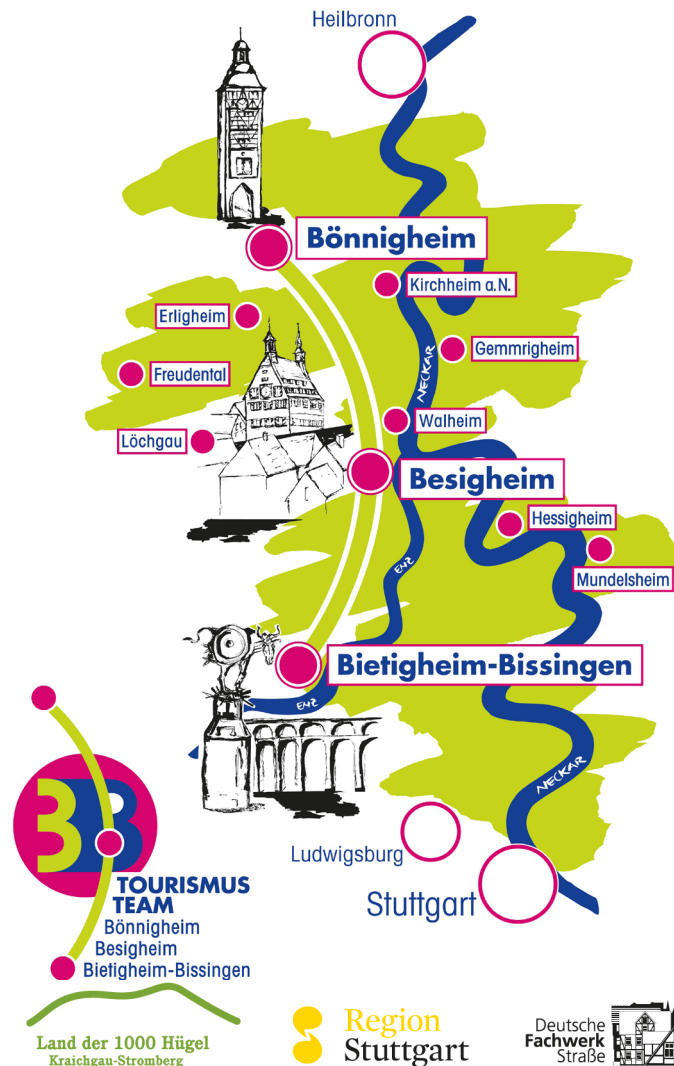 Heilbronn
Bönnigheim
Kirchheim a.N.
Erligheim
NECKAR
Gemmrigheim
Freudental
Löchgau
Walheim
Besigheim
Hessigheim
ENZ
Mundelsheim
Bietigheim-Bissingen
ENZ
NECKAR
Ludwigsburg
Stuttgart
3B
TOURISMUS
TEAM
Bönnigheim
Besigheim
Bietigheim-Bissingen
Land der 1000 Hügel
Kraichgau-Stromberg
Region
Stuttgart
Deutsche
Fachwerk
Straße